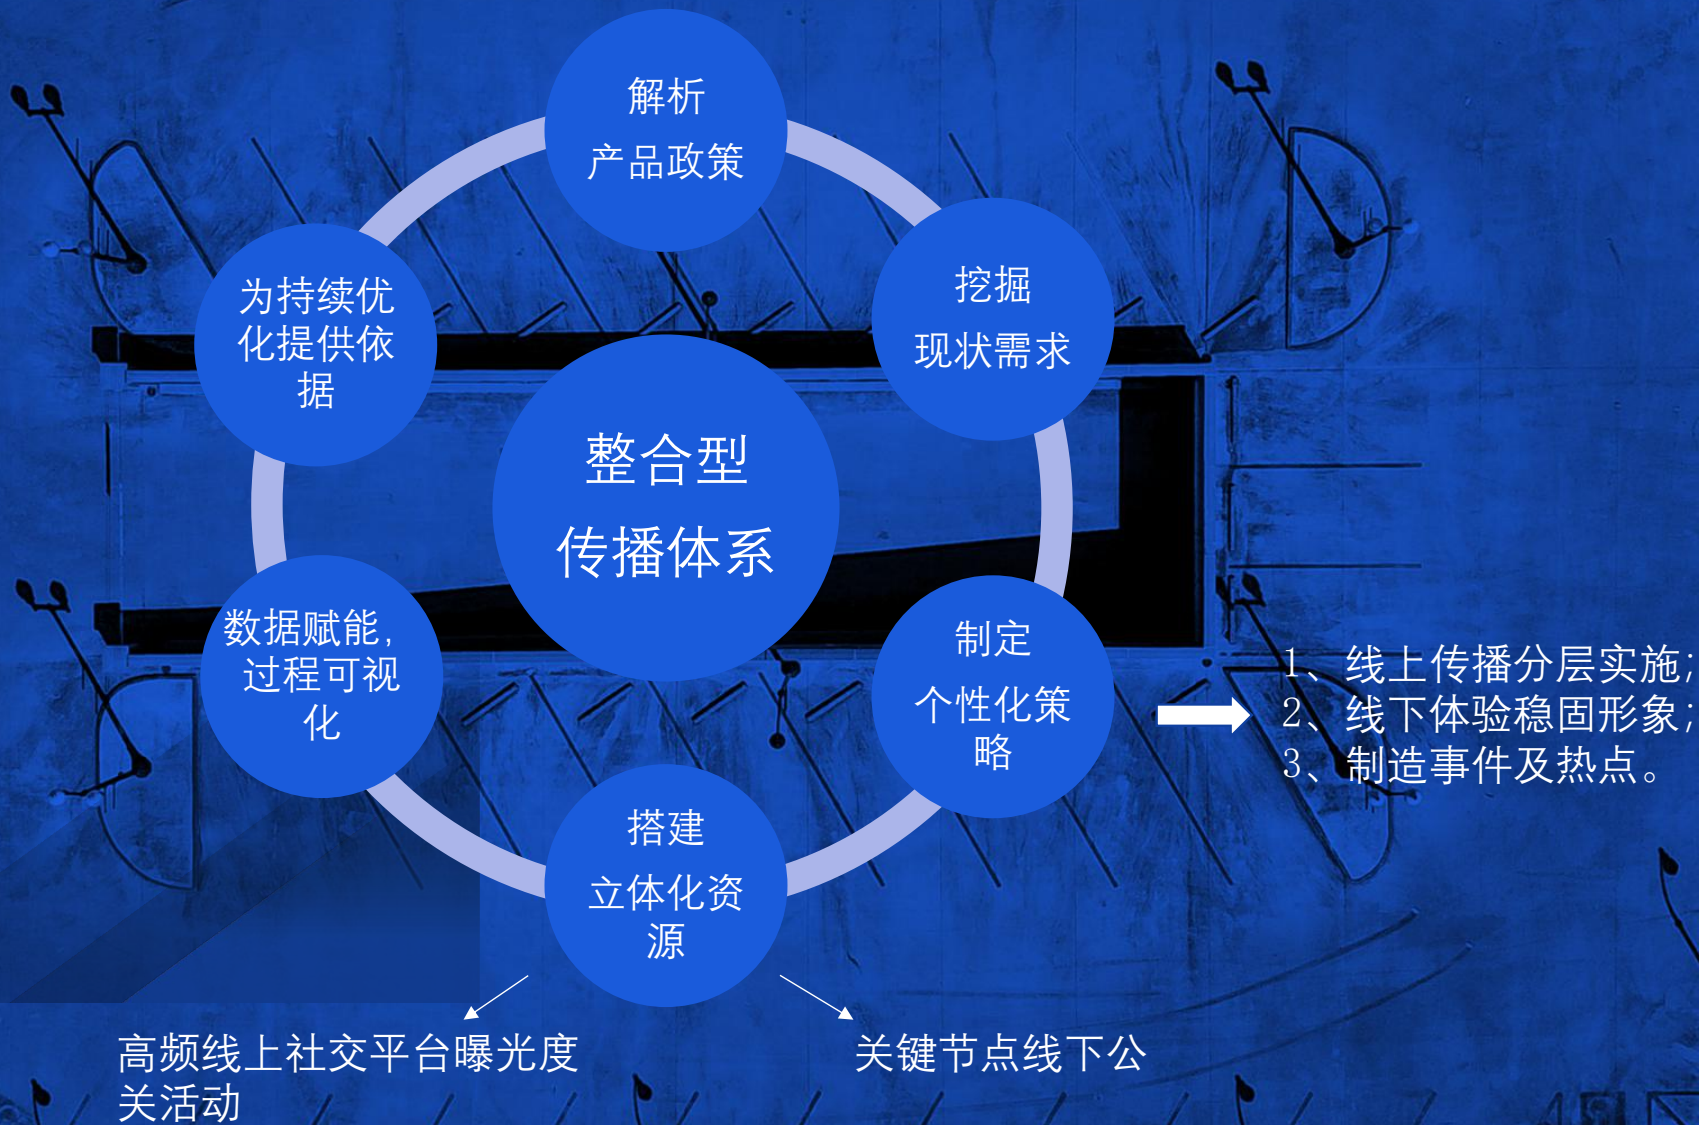 解析
产品政策
挖掘
现状需求
为持续优
化提供依
据
整合型
传播体系
数据赋能，
过程可视
化
制定
个性化策
略
1、线上传播分层实施；
2、线下体验稳固形象；
3、制造事件及热点。
搭建
立体化资
源
高频线上社交平台曝光度
关键节点线下公
关活动